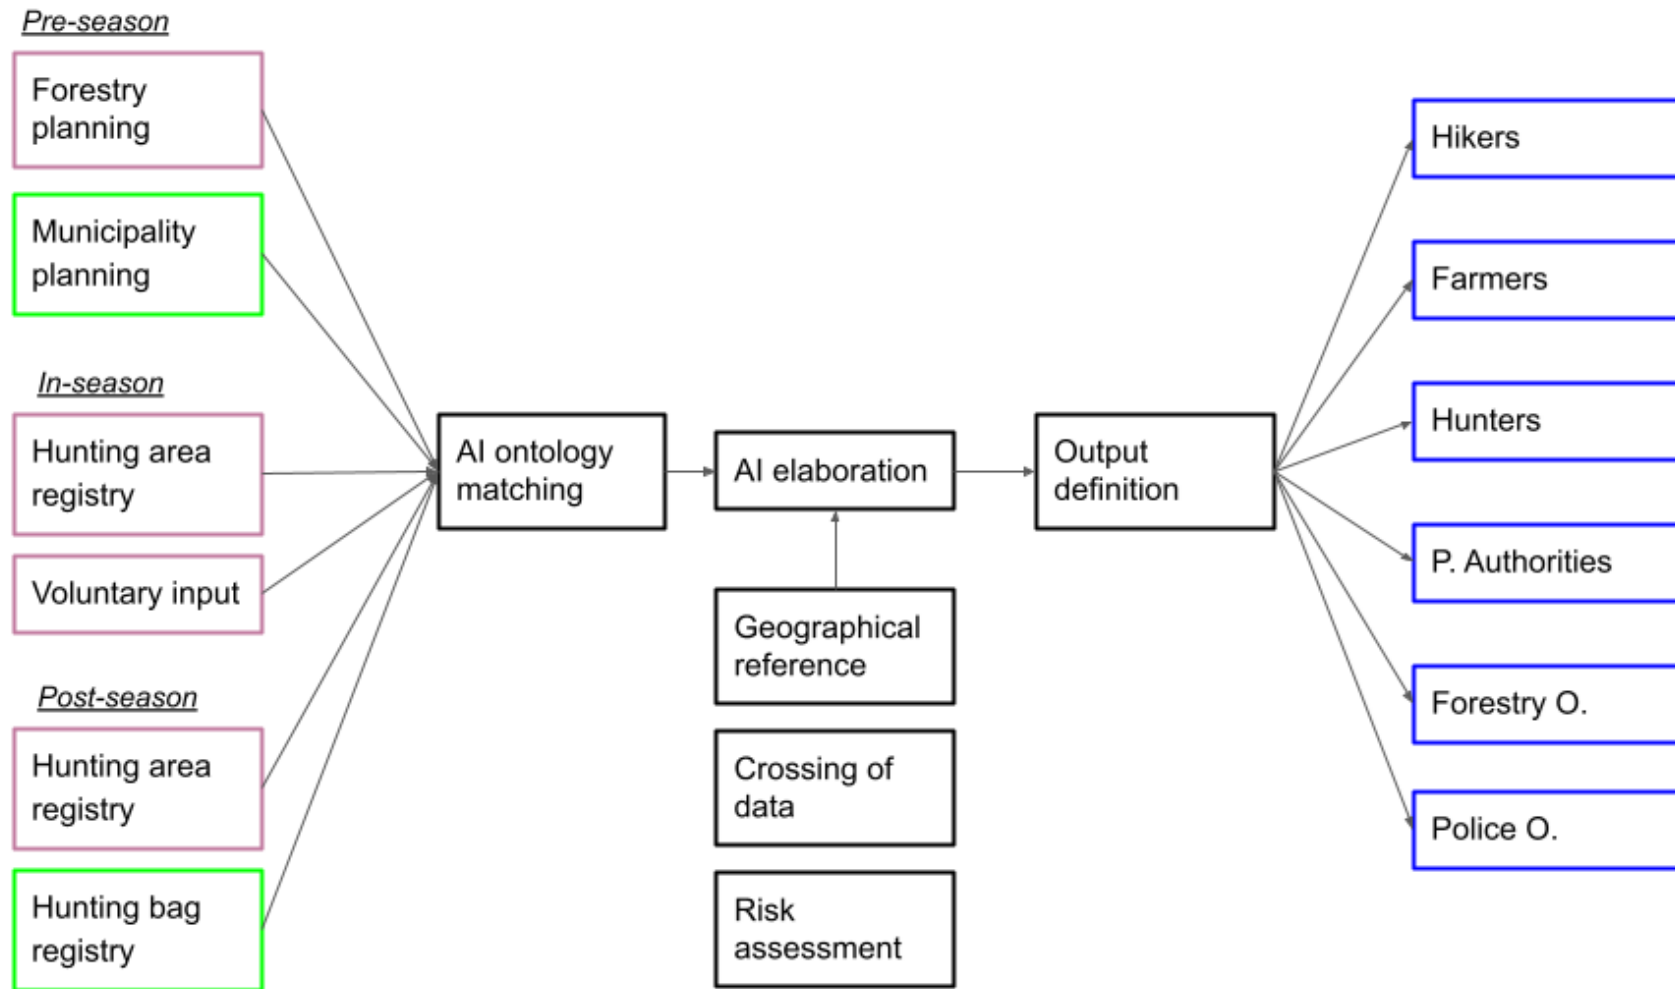 Pre-season
Forestry
planning
Municipality
planning
In-season
Hunting area
registry
Voluntary input
Post-season
Hunting area
registry
Hunting bag
registry
AI ontology
matching
AI elaboration
Geographical
reference
Crossing of
data
Risk
assessment
Output
definition
Hikers
Farmers
Hunters
P. Authorities
Forestry O.
Police O.